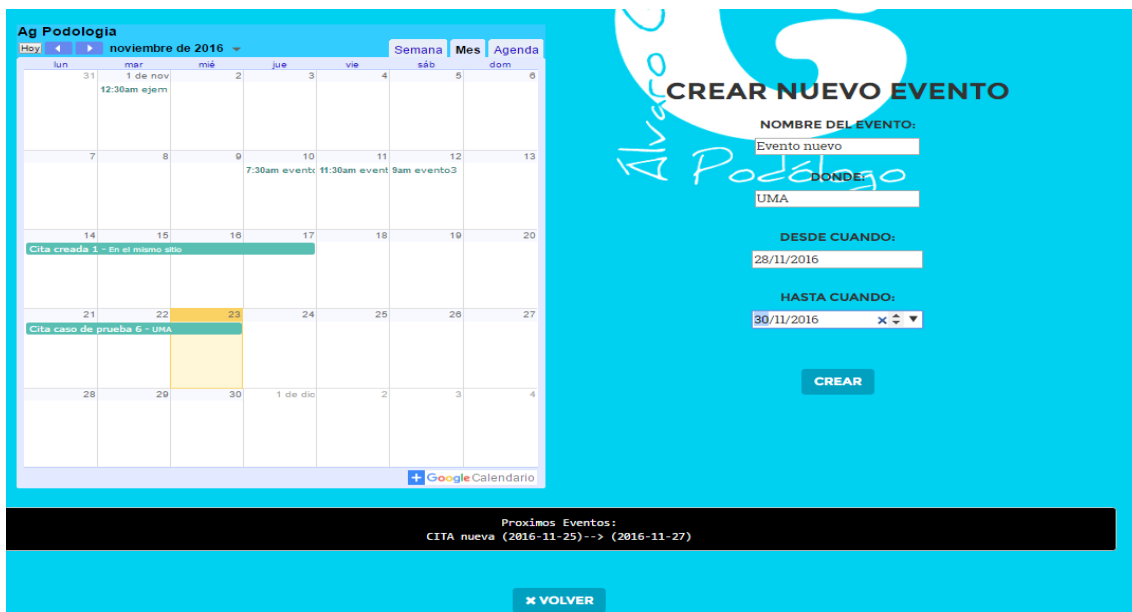 Ag Podologia
Hoy noviembre de 2016
Semana Mes Agenda
lun mar mié jue vie sáb dom
31 1 de nov 2 3 4 5 6
12:30am ejem
7 8 9 10 11 12 13
7:30am evento 11:30am event 9am evento3
14 15 16 17 18 19 20
Cita creada 1 - En el mismo sitio
21 22 23 24 25 26 27
Cita caso de prueba 6 - UMA
28 29 30 1 de dic 2 3 4
Google Calendario
Álvaro G
Podólogo
CREAR NUEVO EVENTO
NOMBRE DEL EVENTO:
Evento nuevo
DONDE:
UMA
DESDE CUANDO:
28/11/2016
HASTA CUANDO:
30/11/2016
CREAR
Proximos Eventos:
CITA nueva (2016-11-25)--> (2016-11-27)
VOLVER